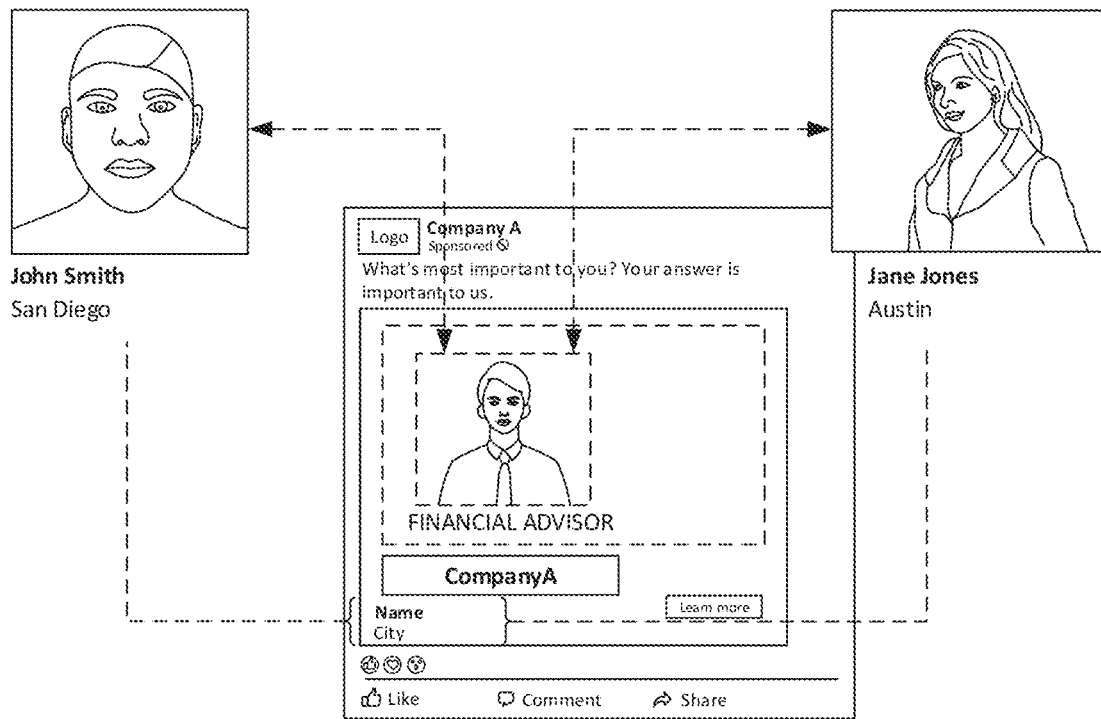 John Smith
San Diego
Jane Jones
Austin
Logo
Company A
Sponsored
What's most important to you? Your answer is
important to us.
FINANCIAL ADVISOR
CompanyA
Name
City
Learn more
Like
Comment
Share